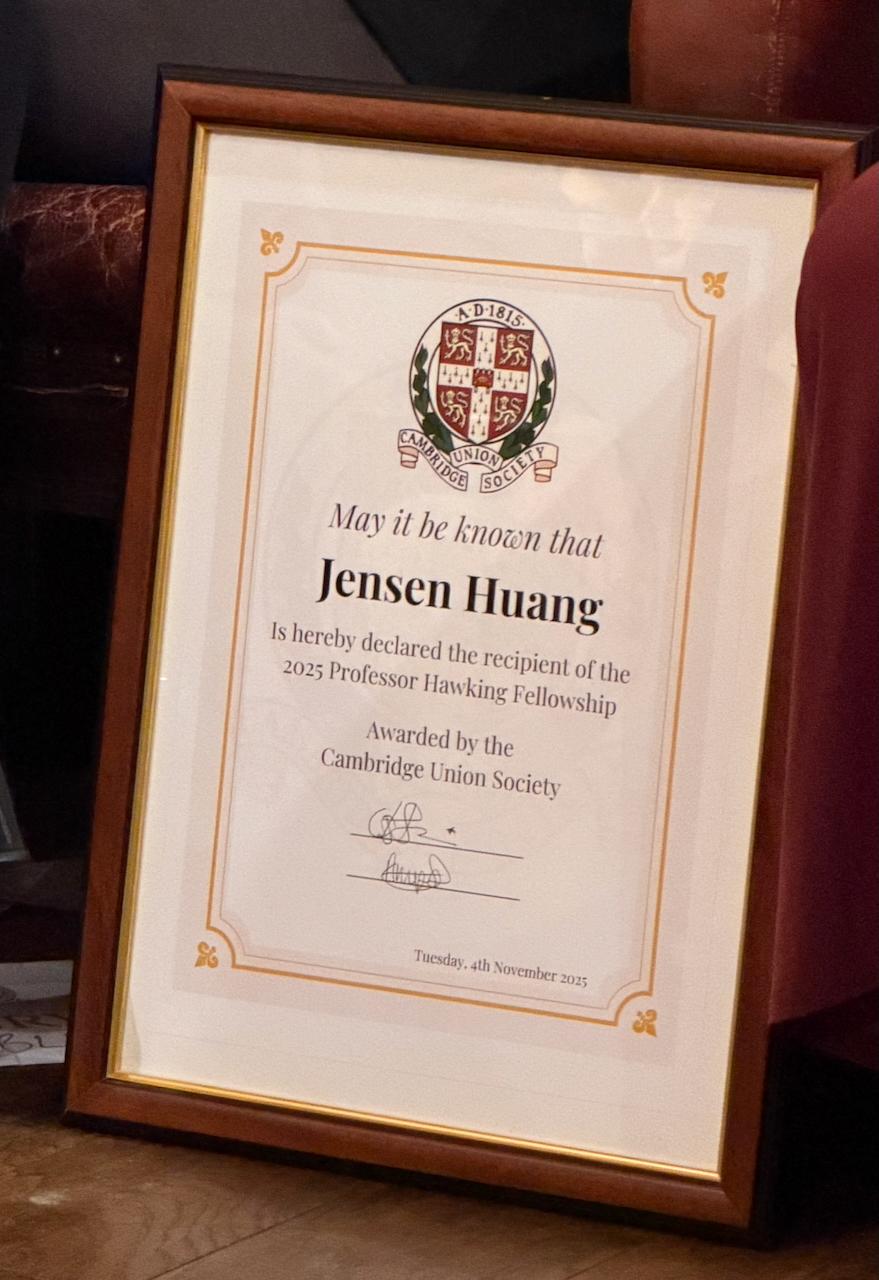 ·A·D·1815·
CAMBRIDGE UNION SOCIETY
May it be known that
Jensen Huang
Is hereby declared the recipient of the
2025 Professor Hawking Fellowship
Awarded by the
Cambridge Union Society
Tuesday, 4th November 2025